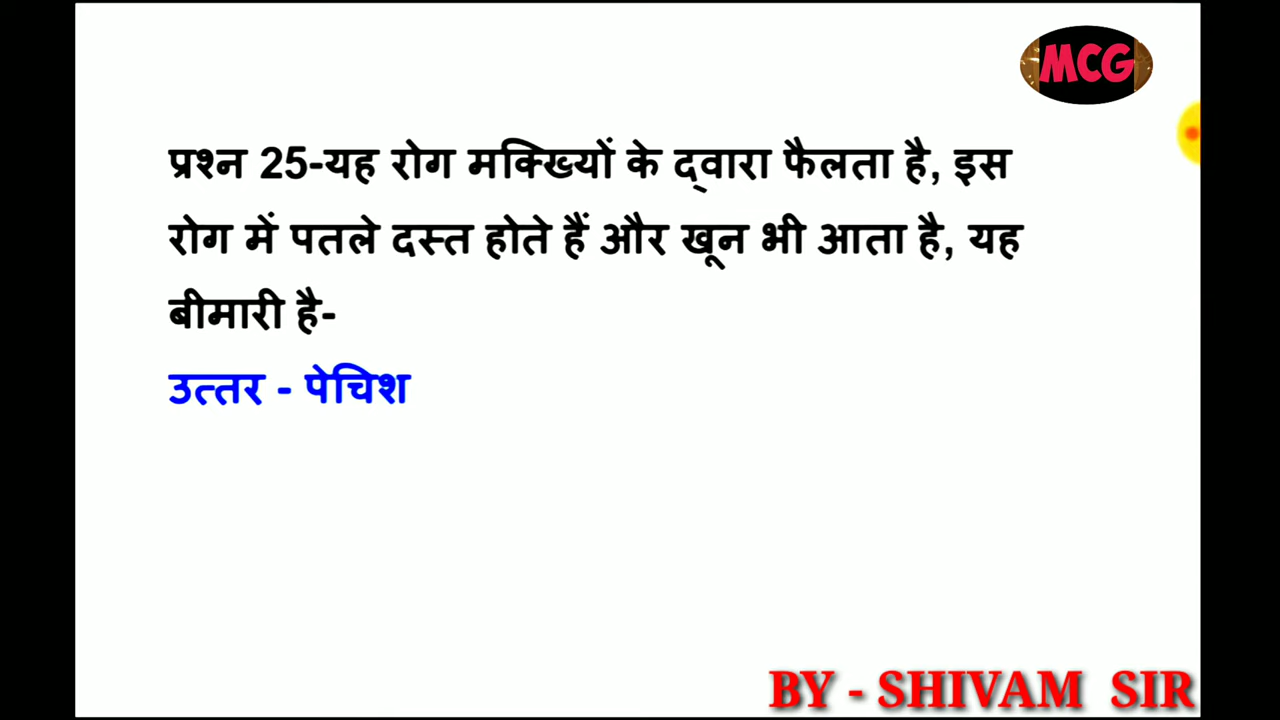 MCG
प्रश्न 25-यह रोग मक्खियों के द्वारा फैलता है, इस
रोग में पतले दस्त होते हैं और खून भी आता है, यह
बीमारी है-
उत्तर - पेचिश
BY - SHIVAM SIR